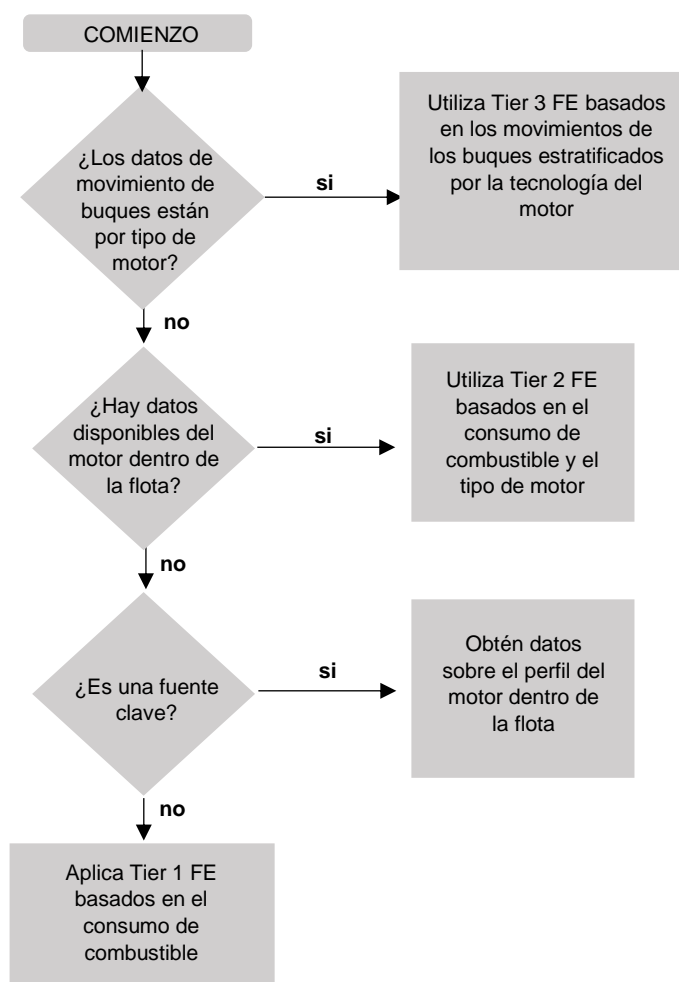 COMIENZO
¿Los datos de
movimiento de
buques están
por tipo de
motor?
si
Utiliza Tier 3 FE basados
en los movimientos de
los buques estratificados
por la tecnología del
motor
no
¿Hay datos
disponibles del
motor dentro de
la flota?
si
Utiliza Tier 2 FE
basados en el
consumo de
combustible y el
tipo de motor
no
¿Es una fuente
clave?
si
Obtén datos
sobre el perfil del
motor dentro de
la flota
no
Aplica Tier 1 FE
basados en el
consumo de
combustible